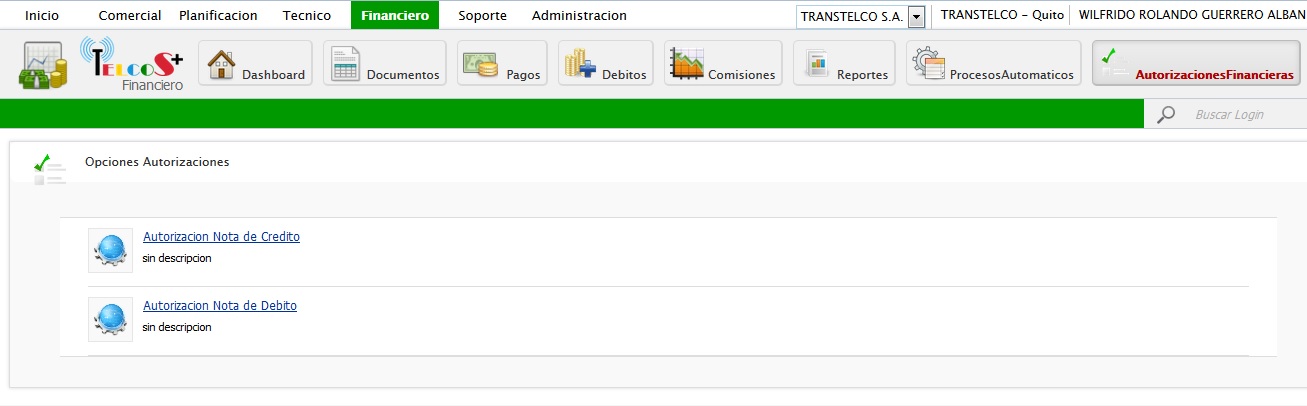 Inicio Comercial Planificacion Tecnico Financiero Soporte Administracion TRANSTELCO S.A. TRANSTELCO - Quito WILFRIDO ROLANDO GUERRERO ALBAN
TELCOS+ Financiero Dashboard Documentos Pagos Debitos Comisiones Reportes ProcesosAutomaticos AutorizacionesFinancieras
Buscar Login
Opciones Autorizaciones
Autorizacion Nota de Credito
sin descripcion
Autorizacion Nota de Debito
sin descripcion